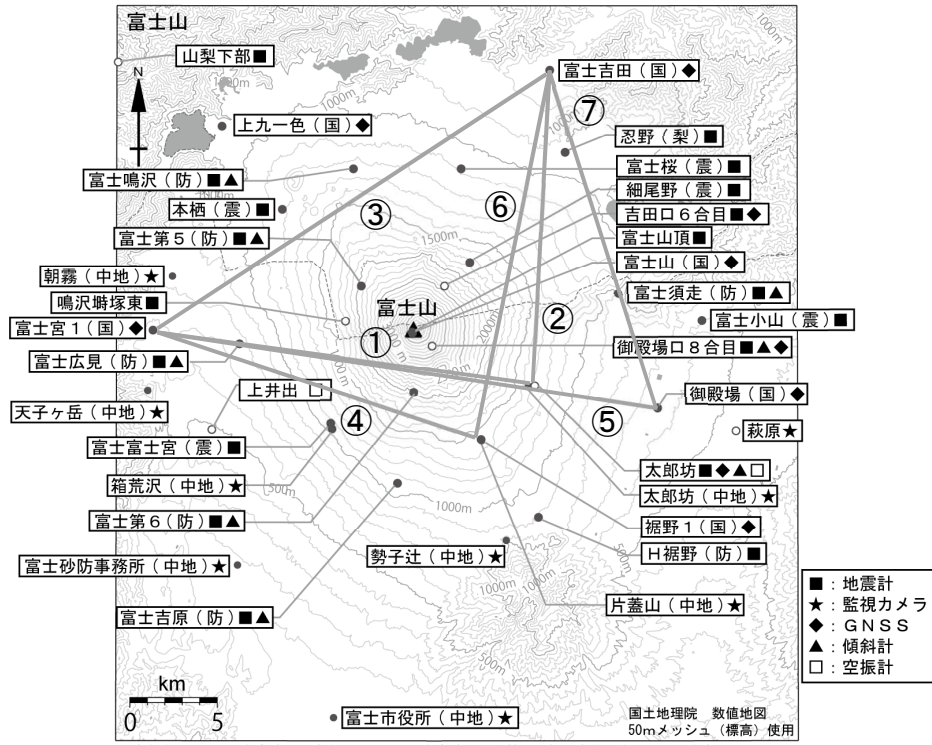 富士山
山梨下部■
N
上九一色（国）◆
富士鳴沢（防）■▲
本栖（震）■
富士第５（防）■▲
朝霧（中地）★
鳴沢塒塚東■
富士宮１（国）◆
富士広見（防）■▲
天子ヶ岳（中地）★
上井出 □
富士富士宮（震）■
箱荒沢（中地）★
富士第６（防）■▲
富士砂防事務所（中地）★
富士吉原（防）■▲
富士市役所（中地）★
富士吉田（国）◆
忍野（梨）■
富士桜（震）■
細尾野（震）■
吉田口６合目■◆
富士山頂■
富士山（国）◆
富士須走（防）■▲
富士小山（震）■
御殿場口８合目■▲◆
御殿場（国）◆
萩原★
太郎坊■◆▲□
太郎坊（中地）★
裾野１（国）◆
Ｈ裾野（防）■
勢子辻（中地）★
片蓋山（中地）★
富士山
①
②
③
④
⑤
⑥
⑦
1000m
1000m
1000m
1500m
2000m
500m
1000m
500m
1000m
1000m
500m
km
0 5
■：地震計
★：監視カメラ
◆：ＧＮＳＳ
▲：傾斜計
□：空振計
国土地理院 数値地図
50mメッシュ（標高）使用